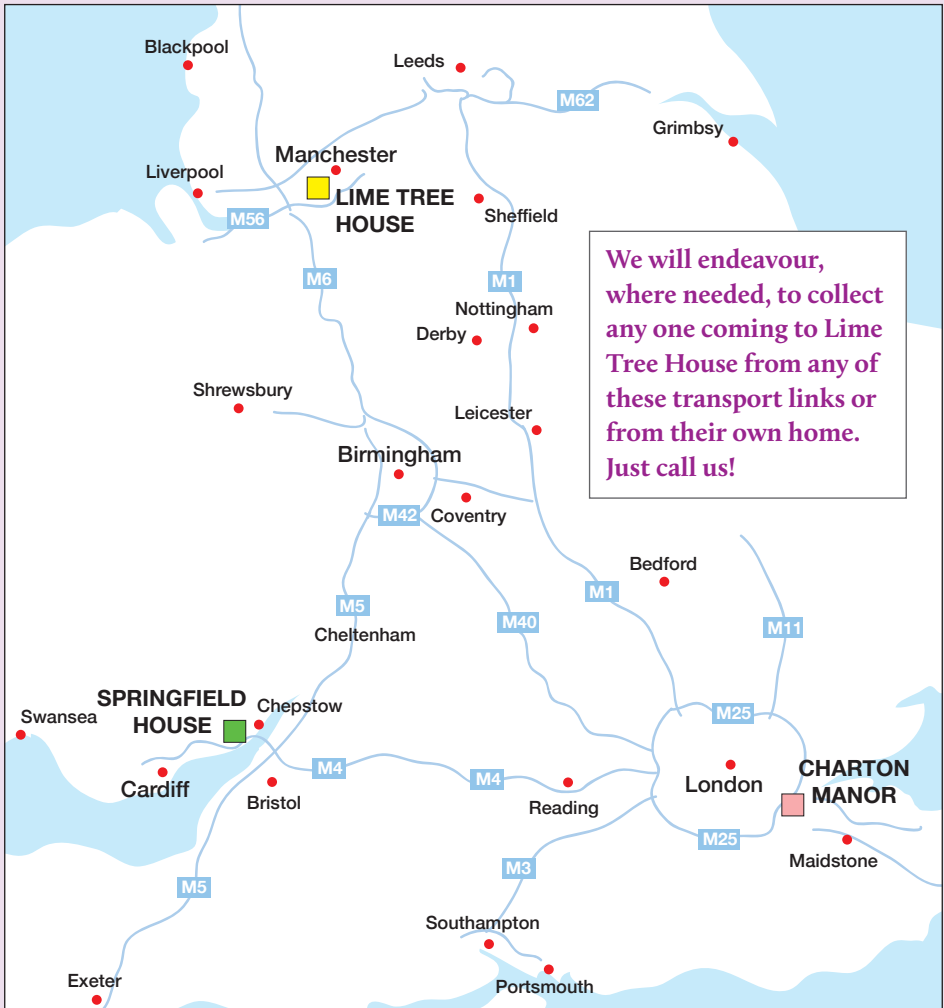 Blackpool
Leeds
M62
Grimbsy
Manchester
Liverpool
LIME TREE
HOUSE
Sheffield
M56
We will endeavour,
where needed, to collect
any one coming to Lime
Tree House from any of
these transport links or
from their own home.
Just call us!
M6
M1
Nottingham
Derby
Shrewsbury
Leicester
Birmingham
M42
Coventry
Bedford
M5
M1
M40
M11
Cheltenham
SPRINGFIELD
HOUSE
Chepstow
Swansea
M25
M4
M4
CHARTON
MANOR
London
Cardiff
Bristol
Reading
M25
Maidstone
M3
M5
Southampton
Exeter
Portsmouth